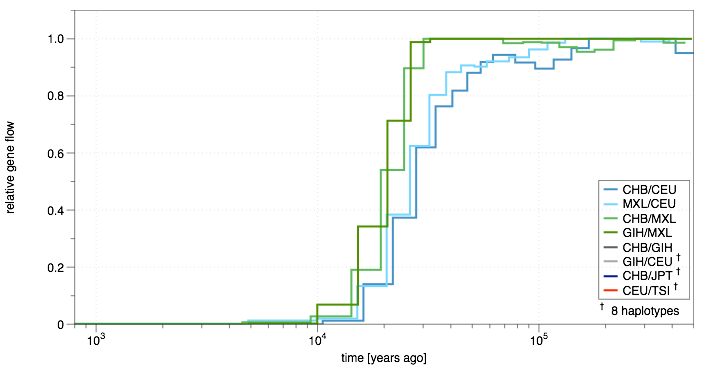 1.0
0.8
0.6
0.4
0.2
0
relative gene flow
10³
10⁴
10⁵
time [years ago]
CHB/CEU
MXL/CEU
CHB/MXL
GIH/MXL
CHB/GIH
GIH/CEU †
CHB/JPT †
CEU/TSI †
† 8 haplotypes